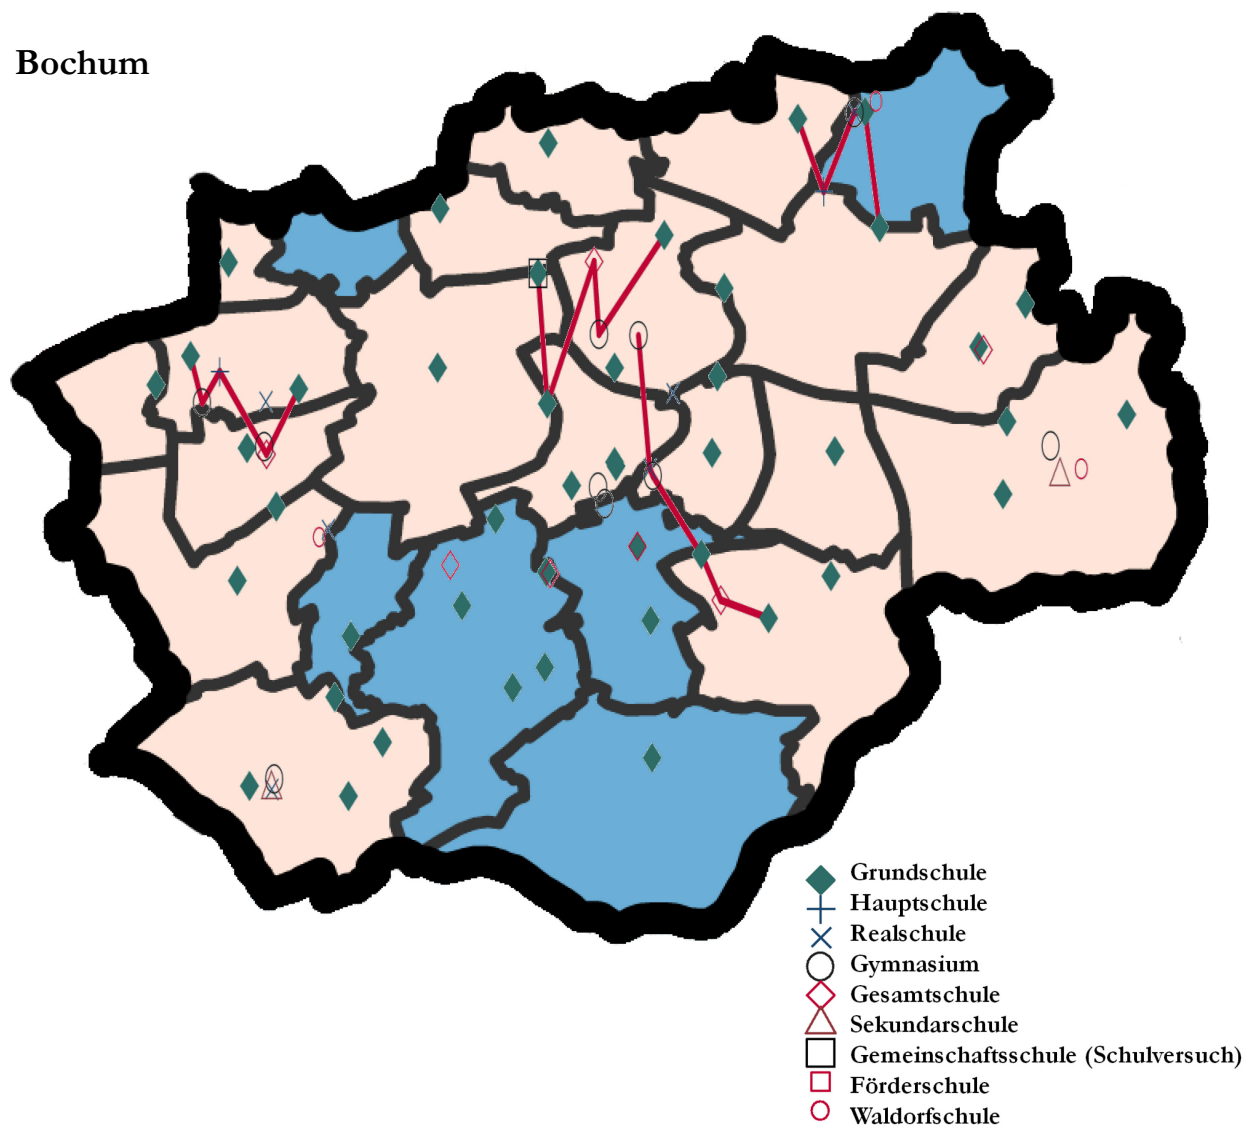 Bochum
Grundschule
Hauptschule
Realschule
Gymnasium
Gesamtschule
Sekundarschule
Gemeinschaftsschule (Schulversuch)
Förderschule
Waldorfschule